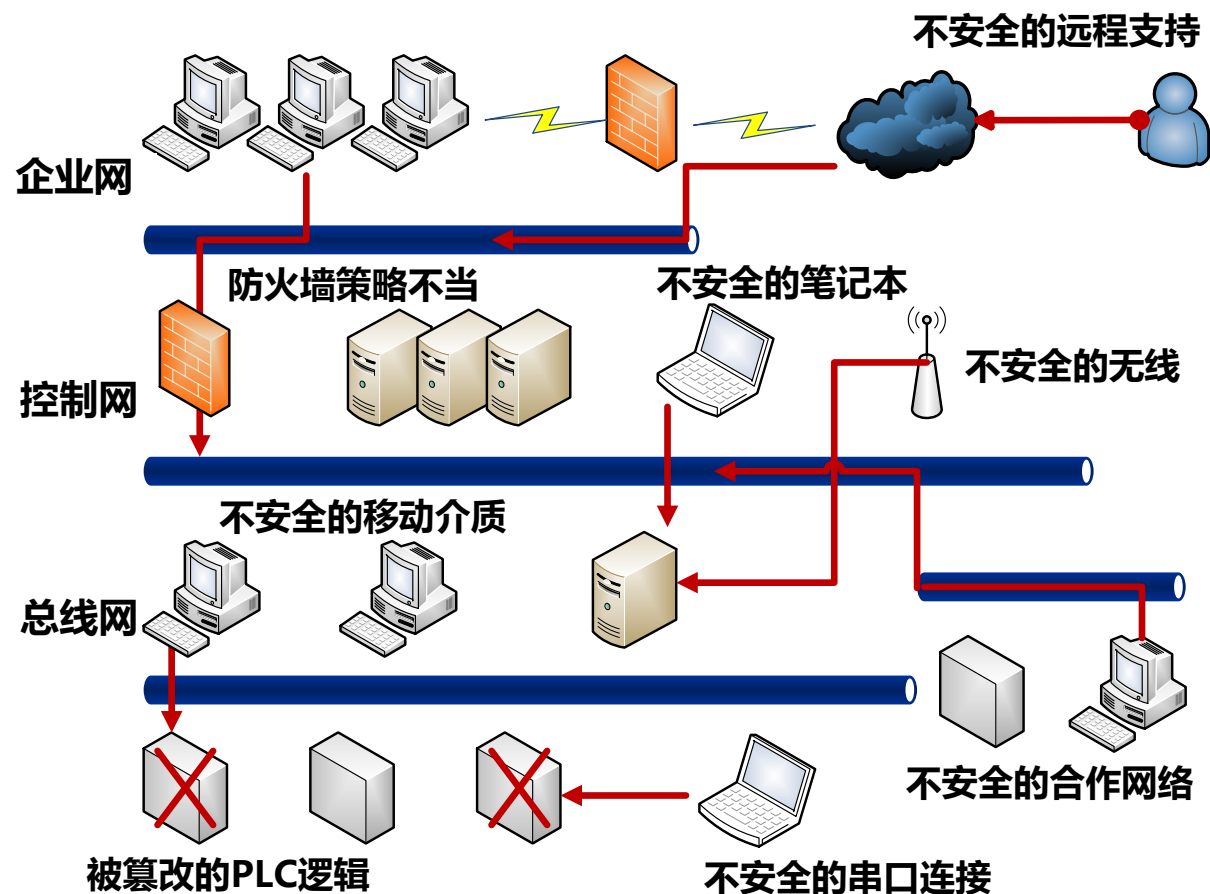 不安全的远程支持
企业网
防火墙策略不当
不安全的笔记本
不安全的无线
控制网
不安全的移动介质
总线网
不安全的合作网络
被篡改的PLC逻辑
不安全的串口连接